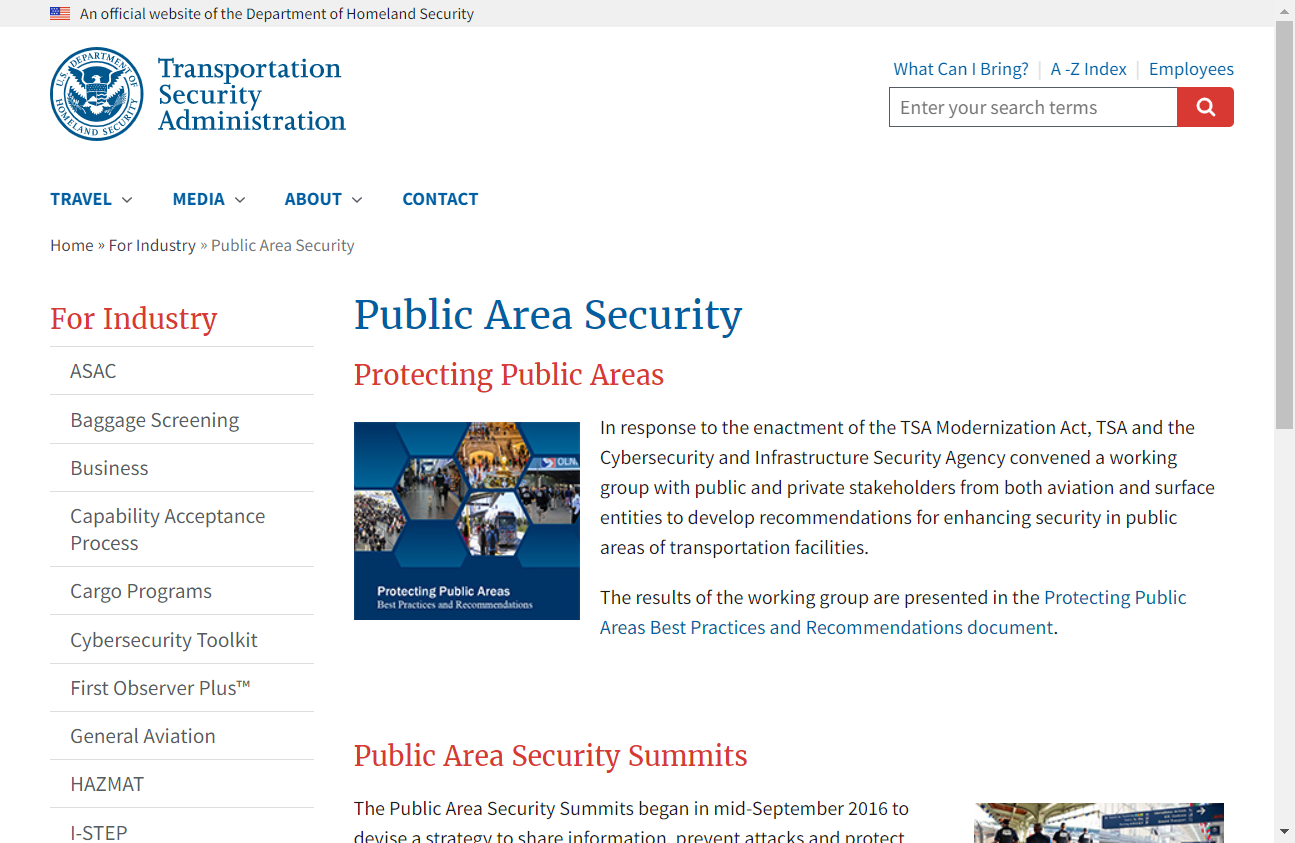 An official website of the Department of Homeland Security
U.S. DEPARTMENT OF HOMELAND SECURITY
Transportation
Security
Administration
What Can I Bring? | A -Z Index | Employees
Enter your search terms
TRAVEL MEDIA ABOUT CONTACT
Home » For Industry » Public Area Security
For Industry
ASAC
Baggage Screening
Business
Capability Acceptance
Process
Cargo Programs
Cybersecurity Toolkit
First Observer Plus™
General Aviation
HAZMAT
I-STEP
Public Area Security
Protecting Public Areas
Protecting Public Areas
Best Practices and Recommendations
In response to the enactment of the TSA Modernization Act, TSA and the
Cybersecurity and Infrastructure Security Agency convened a working
group with public and private stakeholders from both aviation and surface
entities to develop recommendations for enhancing security in public
areas of transportation facilities.
The results of the working group are presented in the Protecting Public
Areas Best Practices and Recommendations document.
Public Area Security Summits
The Public Area Security Summits began in mid-September 2016 to
devise a strategy to share information, prevent attacks and protect